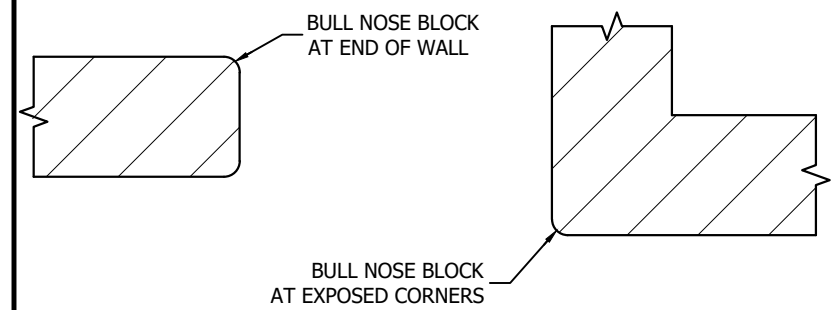 BULL NOSE BLOCK
AT END OF WALL
BULL NOSE BLOCK
AT EXPOSED CORNERS